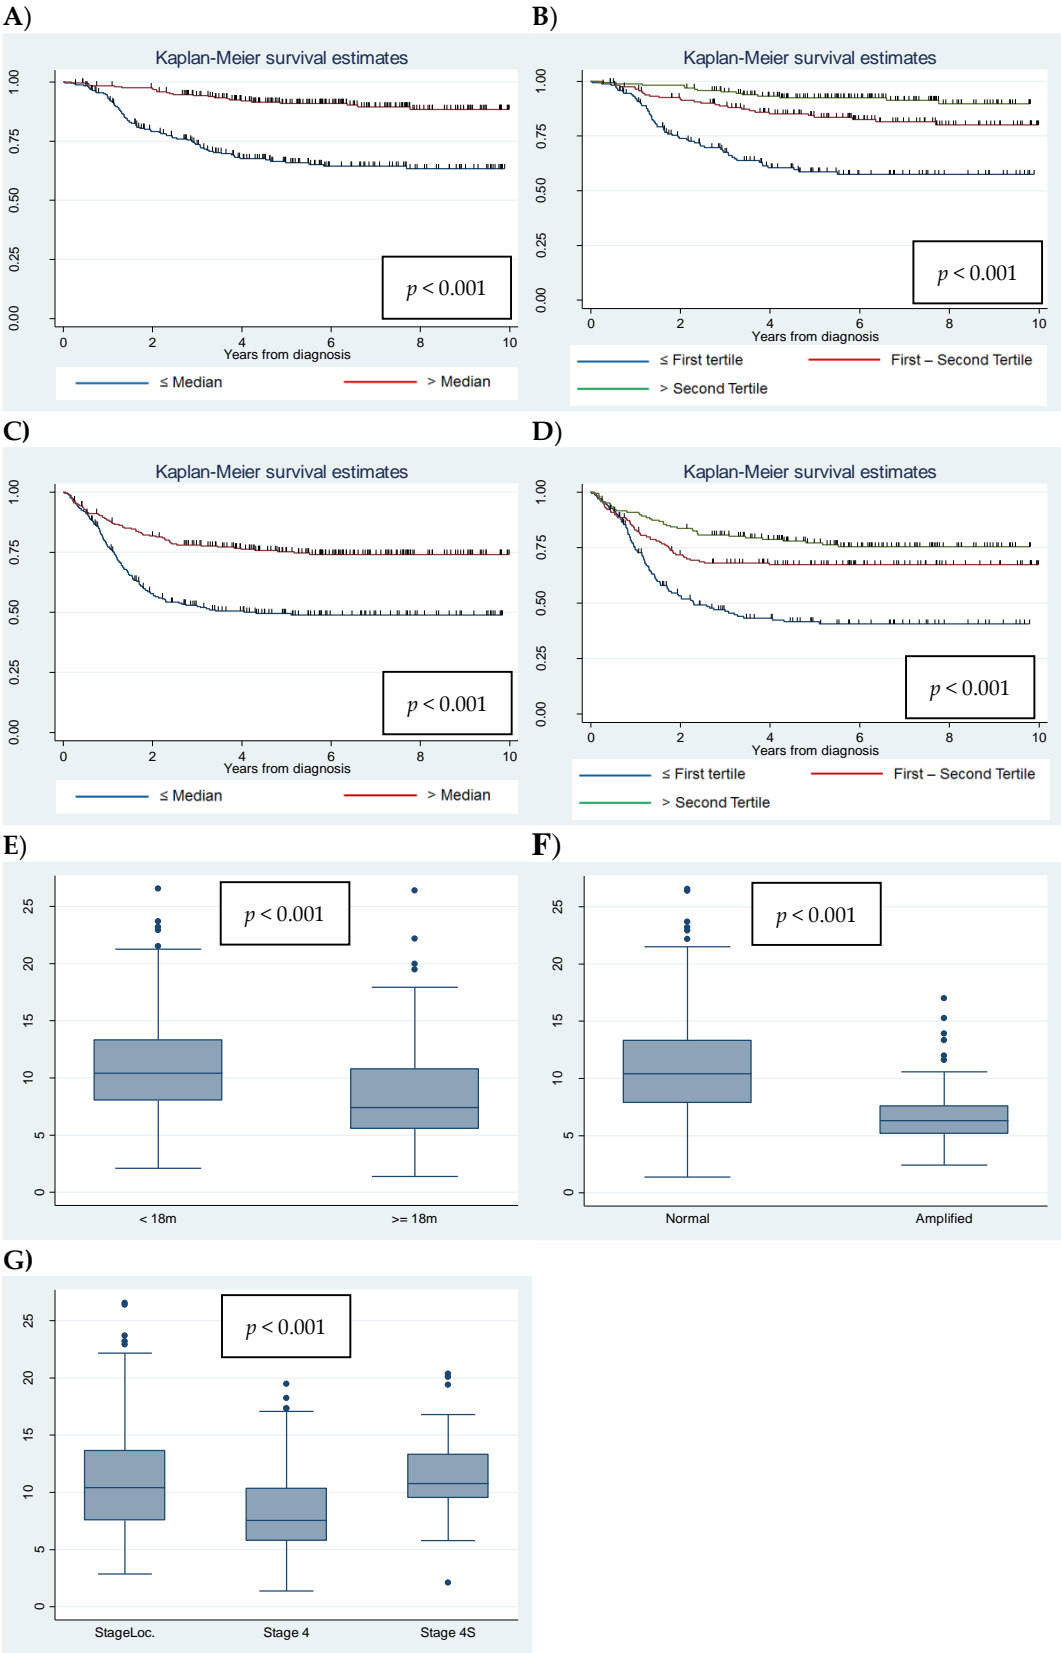 A)
Kaplan-Meier survival estimates
1.00
0.75
0.50
0.25
0.00
p < 0.001
0 2 4 6 8 10
Years from diagnosis
≤ Median > Median
B)
Kaplan-Meier survival estimates
1.00
0.75
0.50
0.25
0.00
p < 0.001
0 2 4 6 8 10
Years from diagnosis
≤ First tertile First – Second Tertile
> Second Tertile
C)
Kaplan-Meier survival estimates
1.00
0.75
0.50
0.25
0.00
p < 0.001
0 2 4 6 8 10
Years from diagnosis
≤ Median > Median
D)
Kaplan-Meier survival estimates
1.00
0.75
0.50
0.25
0.00
p < 0.001
0 2 4 6 8 10
Years from diagnosis
≤ First tertile First – Second Tertile
> Second Tertile
E)
p < 0.001
25
20
15
10
5
0
< 18m >= 18m
F)
p < 0.001
25
20
15
10
5
0
Normal Amplified
G)
p < 0.001
25
20
15
10
5
0
StageLoc. Stage 4 Stage 4S